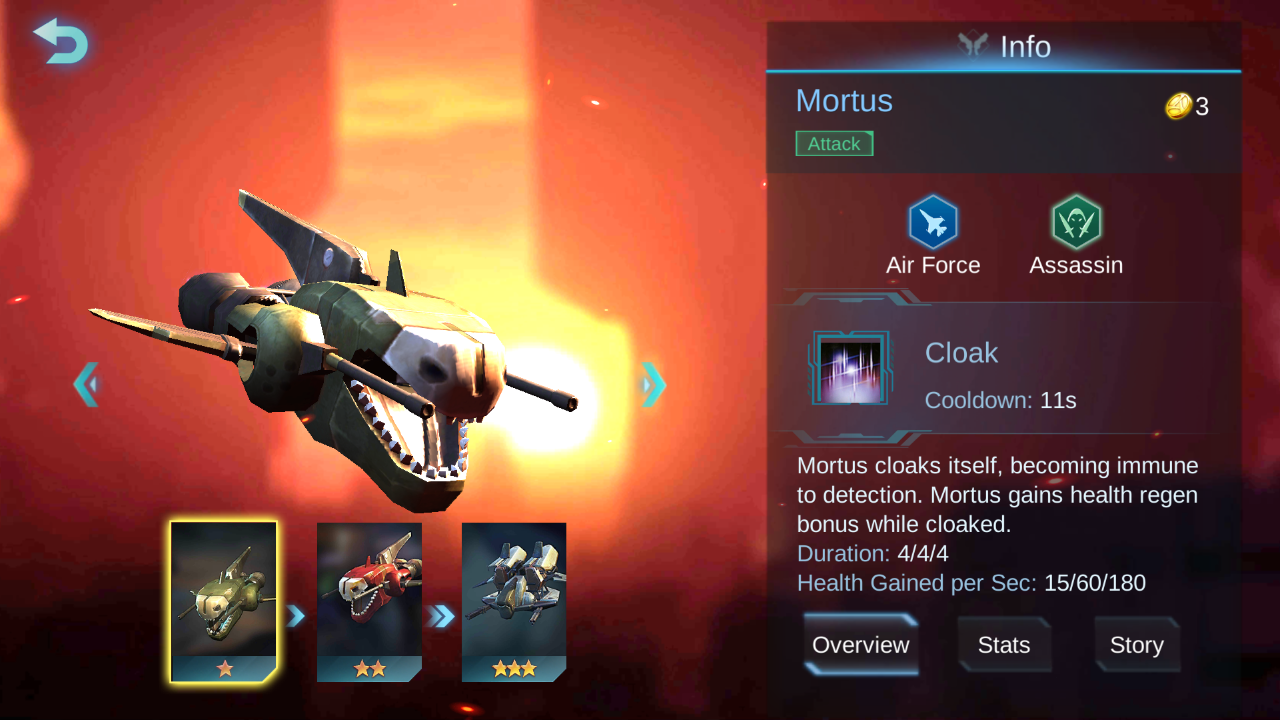 Info
Mortus
3
Attack
Air Force
Assassin
Cloak
Cooldown: 11s
Mortus cloaks itself, becoming immune
to detection. Mortus gains health regen
bonus while cloaked.
Duration: 4/4/4
Health Gained per Sec: 15/60/180
Overview
Stats
Story